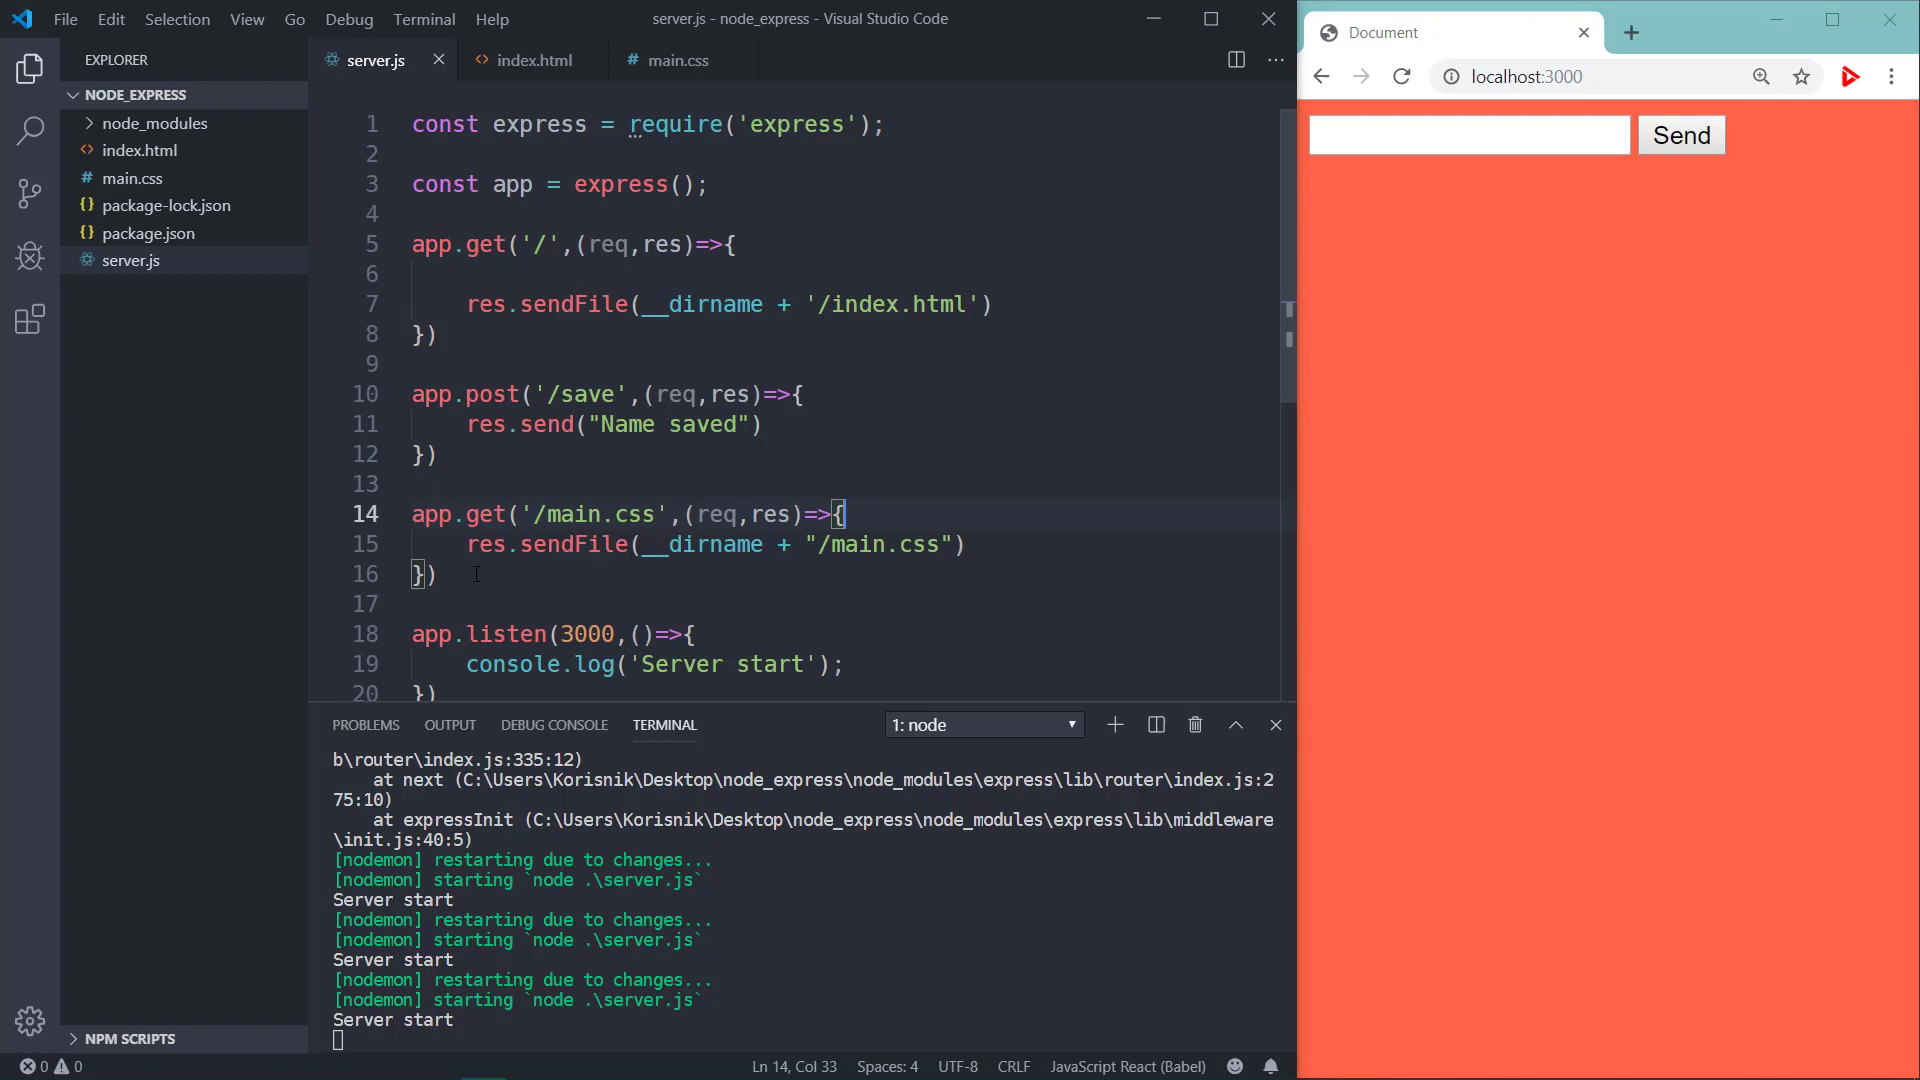 File Edit Selection View Go Debug Terminal Help
server.js - node_express - Visual Studio Code
EXPLORER
NODE_EXPRESS
node_modules
index.html
main.css
package-lock.json
package.json
server.js
NPM SCRIPTS
server.js index.html main.css
1 const express = require('express');
2
3 const app = express();
4
5 app.get('/',(req,res)=>{
6
7 res.sendFile(__dirname + '/index.html')
8 })
9
10 app.post('/save',(req,res)=>{
11 res.send("Name saved")
12 })
13
14 app.get('/main.css',(req,res)=>{
15 res.sendFile(__dirname + "/main.css")
16 })
17
18 app.listen(3000,()=>{
19 console.log('Server start');
20 })
PROBLEMS OUTPUT DEBUG CONSOLE TERMINAL 1: node
b\router\index.js:335:12)
at next (C:\Users\Korisnik\Desktop\node_express\node_modules\express\lib\router\index.js:2
75:10)
at expressInit (C:\Users\Korisnik\Desktop\node_express\node_modules\express\lib\middleware
\init.js:40:5)
[nodemon] restarting due to changes...
[nodemon] starting `node .\server.js`
Server start
[nodemon] restarting due to changes...
[nodemon] starting `node .\server.js`
Server start
[nodemon] restarting due to changes...
[nodemon] starting `node .\server.js`
Server start
0 0 Ln 14, Col 33 Spaces: 4 UTF-8 CRLF JavaScript React (Babel)
Document
localhost:3000
Send